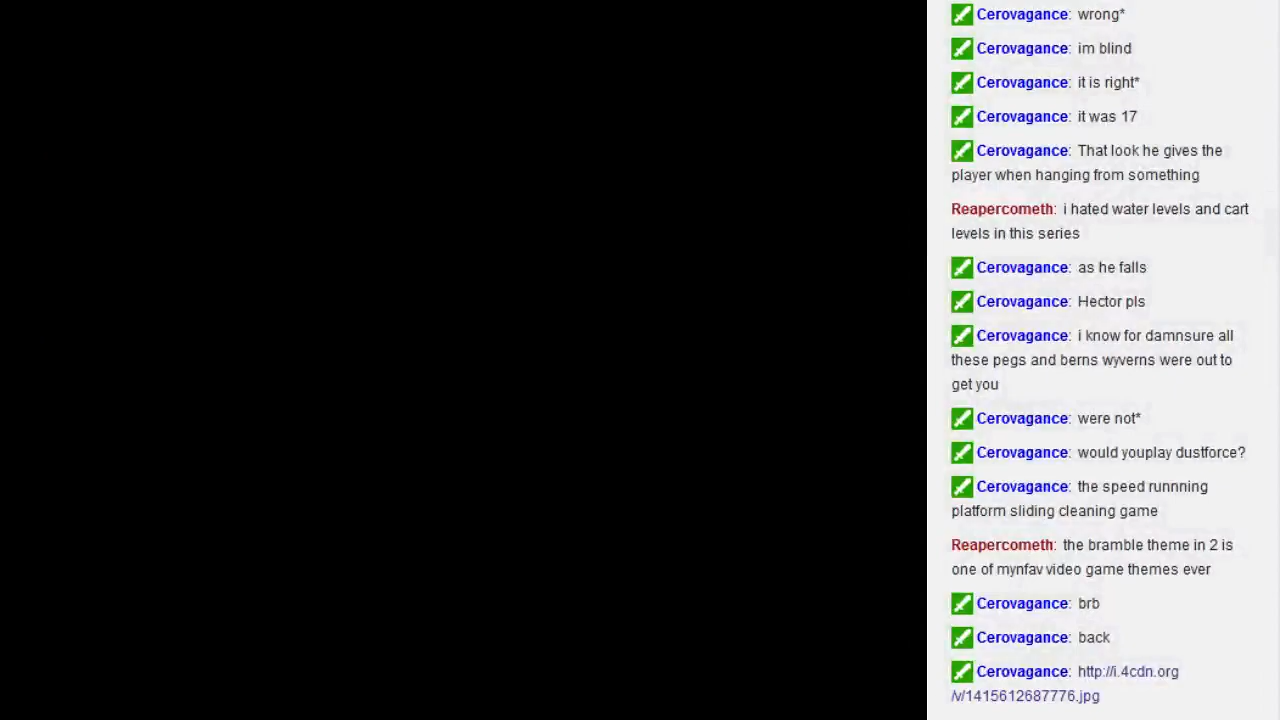 Cerovagance: wrong*
Cerovagance: im blind
Cerovagance: it is right*
Cerovagance: it was 17
Cerovagance: That look he gives the
player when hanging from something
Reapercometh: i hated water levels and cart
levels in this series
Cerovagance: as he falls
Cerovagance: Hector pls
Cerovagance: i know for damnsure all
these pegs and berns wyverns were out to
get you
Cerovagance: were not*
Cerovagance: would youplay dustforce?
Cerovagance: the speed runnning
platform sliding cleaning game
Reapercometh: the bramble theme in 2 is
one of mynfav video game themes ever
Cerovagance: brb
Cerovagance: back
Cerovagance: http://i.4cdn.org
/v/1415612687776.jpg